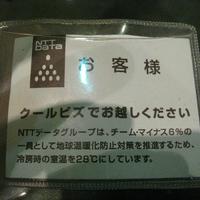 NTT
DATA
お客様
クールビズでお越しください
NTTデータグループは、チーム・マイナス6%の
一員として地球温暖化防止対策を推進するため、
冷房時の室温を28℃にしています。